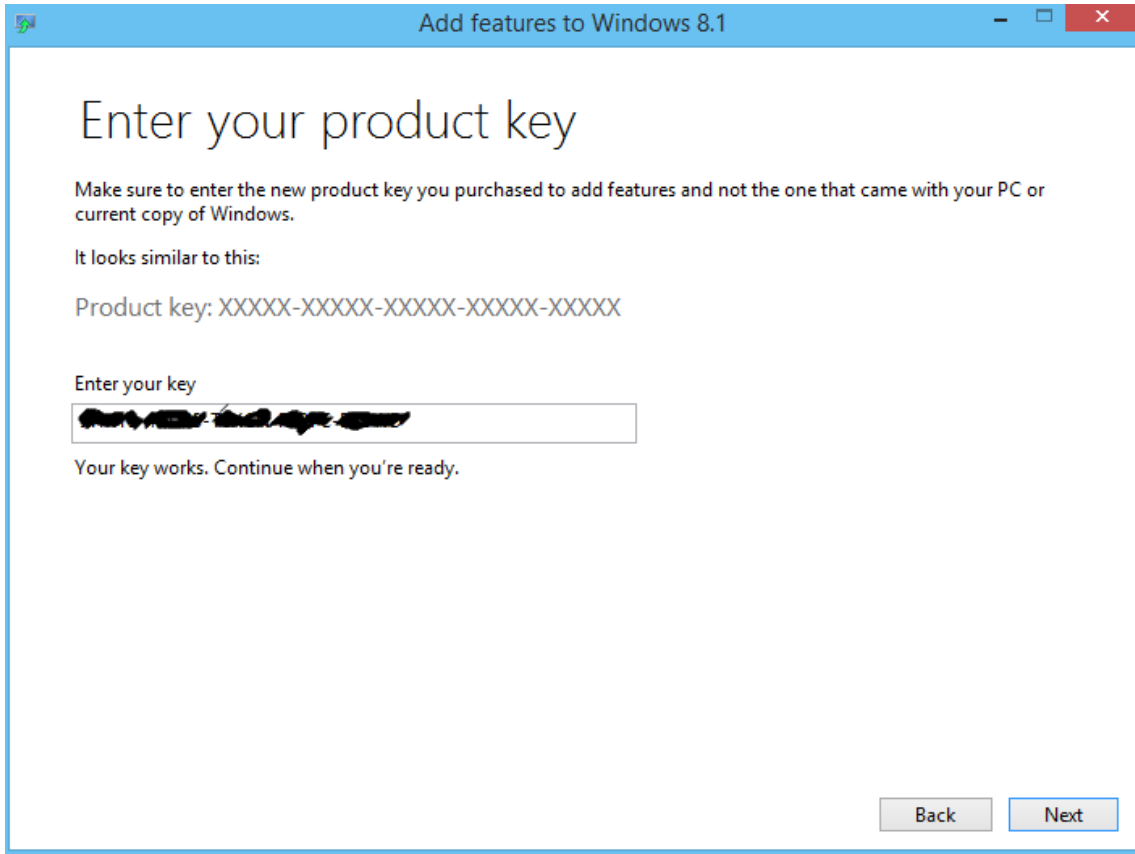 Add features to Windows 8.1
Enter your product key
Make sure to enter the new product key you purchased to add features and not the one that came with your PC or
current copy of Windows.
It looks similar to this:
Product key: XXXXX-XXXXX-XXXXX-XXXXX-XXXXX
Enter your key
Your key works. Continue when you're ready.
Back
Next